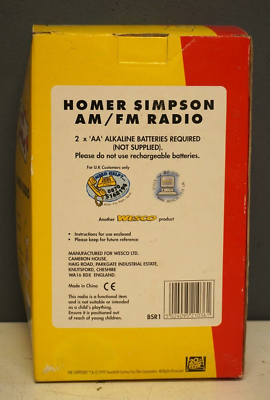 HOMER SIMPSON
AM/FM RADIO
2 x 'AA' ALKALINE BATTERIES REQUIRED
(NOT SUPPLIED).
Please do not use rechargeable batteries.
For U.K Customers only
NEED HELP?
Another WESCO product
• Instructions for use enclosed
• Please keep for future reference
MANUFACTURED FOR WESCO LTD.
CAMERON HOUSE,
HAIG ROAD, PARKGATE INDUSTRIAL ESTATE,
KNUTSFORD, CHESHIRE
WA16 8DX ENGLAND.
Made in China CE
This radio is a functional item
and is not suitable or intended
as a child's plaything.
Ensure it is positioned out
of reach of young children.
BSR1
FOX